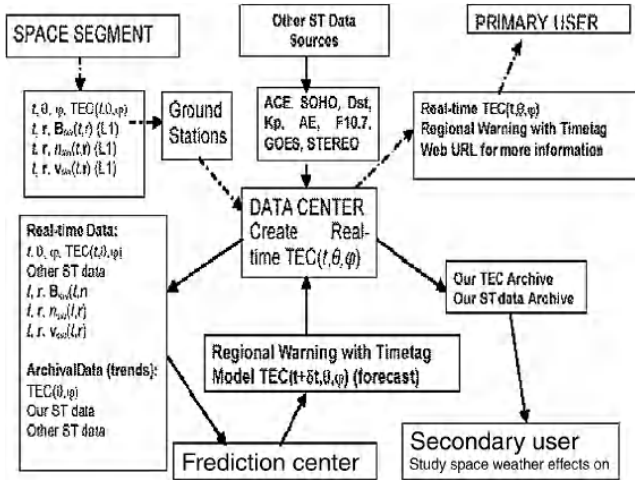 SPACE SEGMENT
Other ST Data
Sources
PRIMARY USER
t, θ, φ, TEC(t,θ,φ)
t, r, B (t,r) (L1)
t, r, n (t,r) (L1)
t, r, v (t,r) (L1)
Ground
Stations
ACE, SOHO, Dst,
Kp, AE, F10.7,
GOES, STEREO
Real-time TEC(t,θ,φ)
Regional Warning with Timetag
Web URL for more information
DATA CENTER
Create Real-
time TEC(t,θ,φ)
Real-time Data:
t, θ, φ, TEC(t,θ,φ)
Other ST data
t, r, B (t,r
t, r, n (t,r)
t, r, v (t,r)
ArchivalData (trends):
TEC(θ,φ)
Our ST data
Other ST data
Our TEC Archive
Our ST data Archive
Regional Warning with Timetag
Model TEC(t+δt,θ,φ) (forecast)
Frediction center
Secondary user
Study space weather effects on